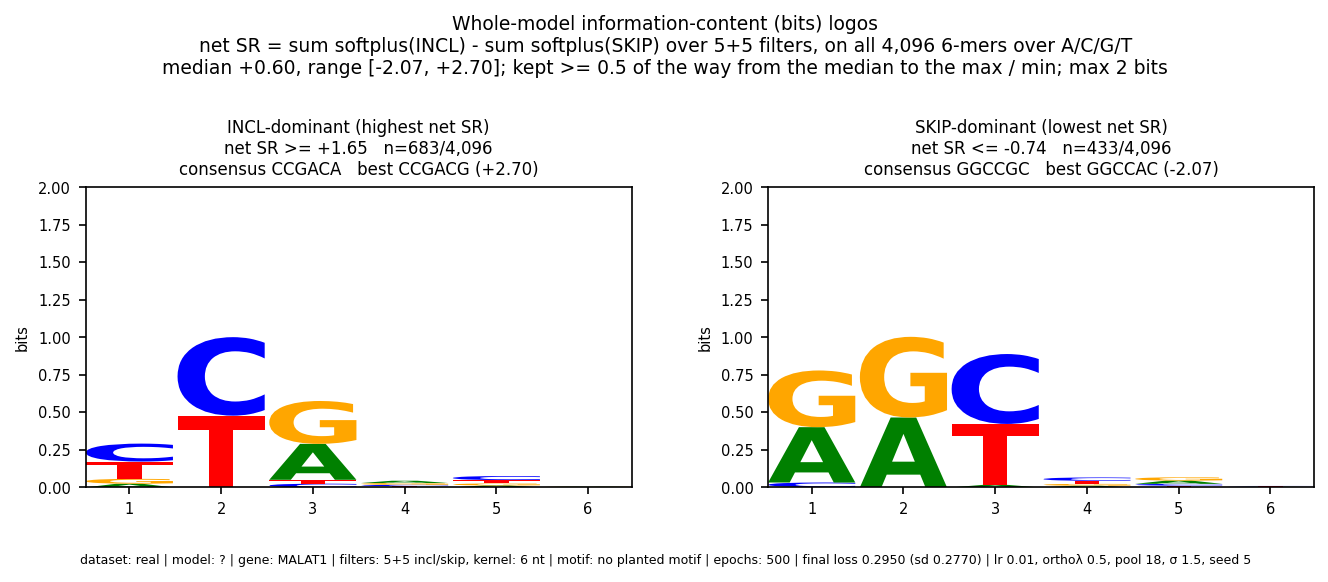 Whole-model information-content (bits) logos
net SR = sum softplus(INCL) - sum softplus(SKIP) over 5+5 filters, on all 4,096 6-mers over A/C/G/T
median +0.60, range [-2.07, +2.70]; kept >= 0.5 of the way from the median to the max / min; max 2 bits
INCL-dominant (highest net SR)
net SR >= +1.65   n=683/4,096
consensus CCGACA   best CCGACG (+2.70)
2.00
1.75
1.50
1.25
1.00
0.75
0.50
0.25
0.00
bits
C
T
C
T
G
A
1 2 3 4 5 6
SKIP-dominant (lowest net SR)
net SR <= -0.74   n=433/4,096
consensus GGCCGC   best GGCCAC (-2.07)
2.00
1.75
1.50
1.25
1.00
0.75
0.50
0.25
0.00
bits
G
A
G
A
C
T
1 2 3 4 5 6
dataset: real | model: ? | gene: MALAT1 | filters: 5+5 incl/skip, kernel: 6 nt | motif: no planted motif | epochs: 500 | final loss 0.2950 (sd 0.2770) | lr 0.01, orthoλ 0.5, pool 18, σ 1.5, seed 5